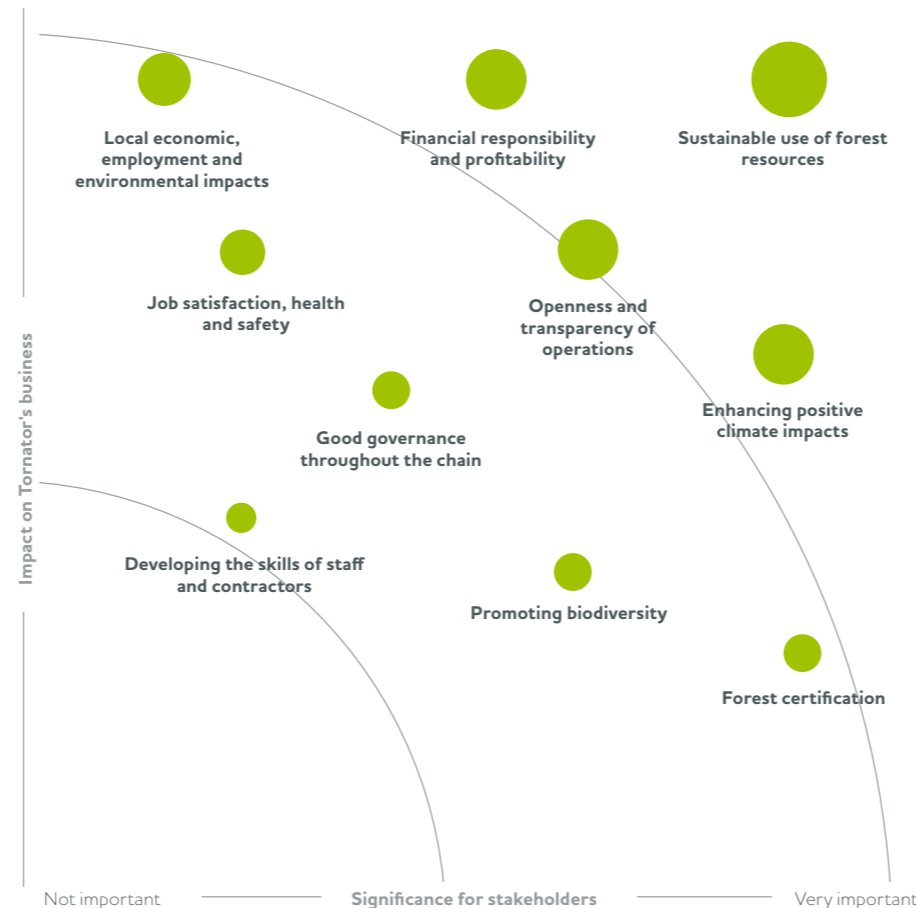 Local economic,
employment and
environmental impacts
Financial responsibility
and profitability
Sustainable use of forest
resources
Job satisfaction, health
and safety
Openness and
transparency of
operations
Enhancing positive
climate impacts
Good governance
throughout the chain
Developing the skills of staff
and contractors
Promoting biodiversity
Forest certification
Impact on Tornator's business
Not important
Significance for stakeholders
Very important